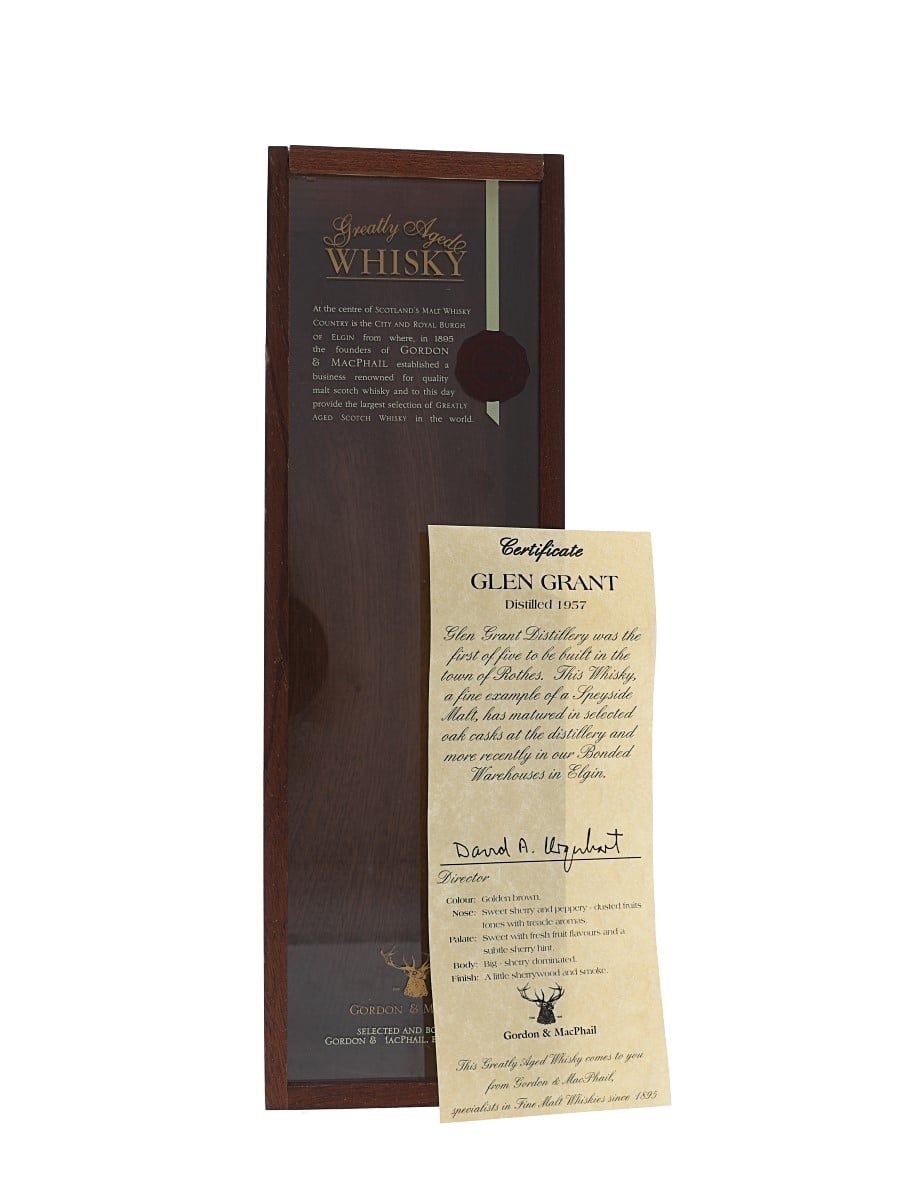 Greatly Aged
WHISKY
At the centre of SCOTLAND'S MALT WHISKY
COUNTRY is the CITY AND ROYAL BURGH
OF ELGIN from where, in 1895
the founders of GORDON
& MACPHAIL established a
business renowned for quality
malt scotch whisky and to this day
provide the largest selection of GREATLY
AGED SCOTCH WHISKY in the world.
GORDON & M
SELECTED AND BO
GORDON & MACPHAIL, E
Certificate
GLEN GRANT
Distilled 1957
Glen Grant Distillery was the
first of five to be built in the
town of Rothes. This Whisky,
a fine example of a Speyside
Malt, has matured in selected
oak casks at the distillery and
more recently in our Bonded
Warehouses in Elgin.
David A. Urquhart
Director
Colour: Golden brown.
Nose: Sweet sherry and peppery - dusted fruits
tones with treacle aromas.
Palate: Sweet with fresh fruit flavours and a
subtle sherry hint.
Body: Big - sherry dominated.
Finish: A little sherrywood and smoke.
Gordon & MacPhail
This Greatly Aged Whisky comes to you
from Gordon & MacPhail,
specialists in Fine Malt Whiskies since 1895